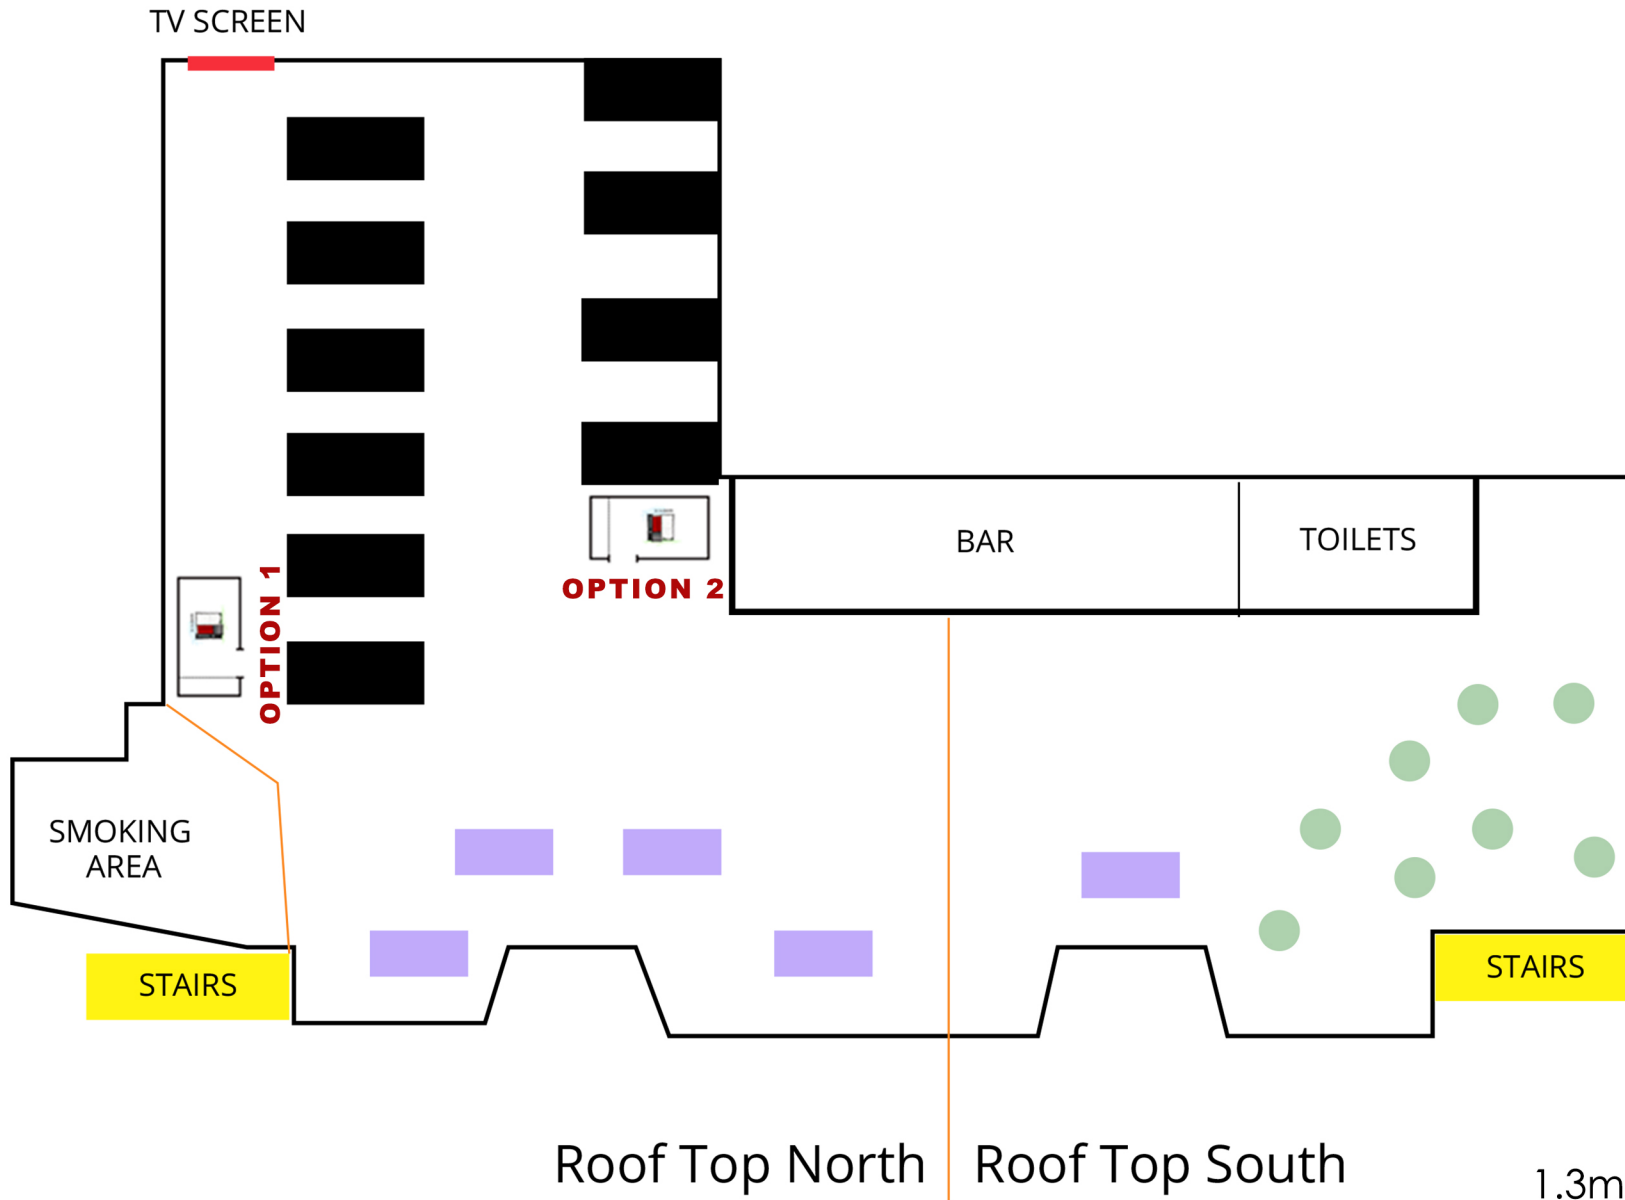 TV SCREEN
BAR
TOILETS
OPTION 2
OPTION 1
SMOKING
AREA
STAIRS
STAIRS
Roof Top North
Roof Top South
1.3m